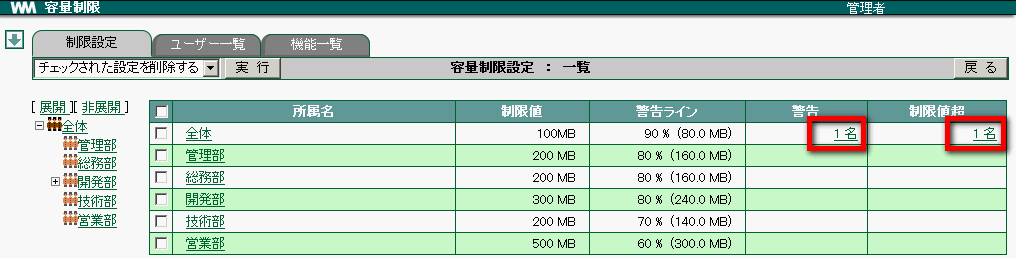 WM 容量制限 管理者
制限設定 ユーザー一覧 機能一覧
チェックされた設定を削除する 実 行 容量制限設定 : 一覧 戻 る
[ 展開 ][ 非展開 ]
全体
管理部
総務部
開発部
技術部
営業部
所属名 制限値 警告ライン 警告 制限値超
全体 100MB 90 % (80.0 MB) 1 名 1 名
管理部 200 MB 80 % (160.0 MB)
総務部 200 MB 80 % (160.0 MB)
開発部 300 MB 80 % (240.0 MB)
技術部 200 MB 70 % (140.0 MB)
営業部 500 MB 60 % (300.0 MB)